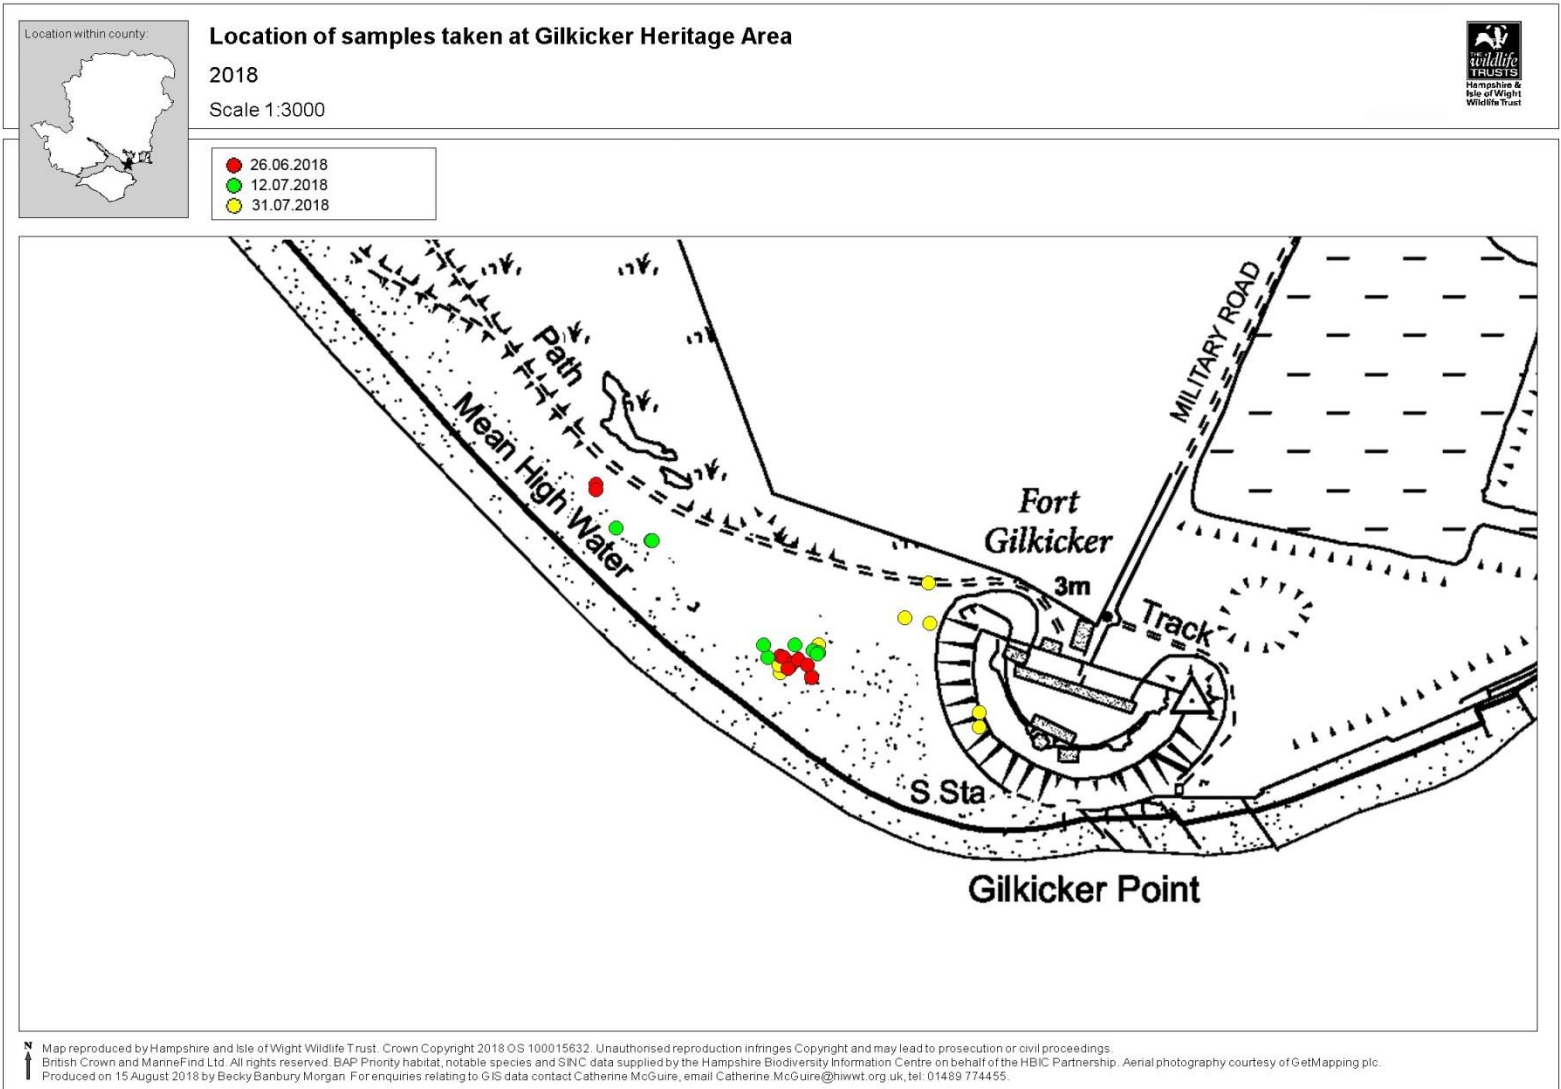 Location within county:
Location of samples taken at Gilkicker Heritage Area
2018
Scale 1:3000
THE
wildlife
TRUSTS
Hampshire &
Isle of Wight
Wildlife Trust
26.06.2018
12.07.2018
31.07.2018
Path
Mean High Water
MILITARY ROAD
Fort
Gilkicker
3m
Track
S Sta
Gilkicker Point
N
Map reproduced by Hampshire and Isle of Wight Wildlife Trust. Crown Copyright 2018 OS 100015632. Unauthorised reproduction infringes Copyright and may lead to prosecution or civil proceedings.
British Crown and MarineFind Ltd. All rights reserved. BAP Priority habitat, notable species and SINC data supplied by the Hampshire Biodiversity Information Centre on behalf of the HBIC Partnership. Aerial photography courtesy of GetMapping plc.
Produced on 15 August 2018 by Becky Banbury Morgan For enquiries relating to GIS data contact Catherine McGuire, email Catherine.McGuire@hiwwt.org.uk, tel: 01489 774455.